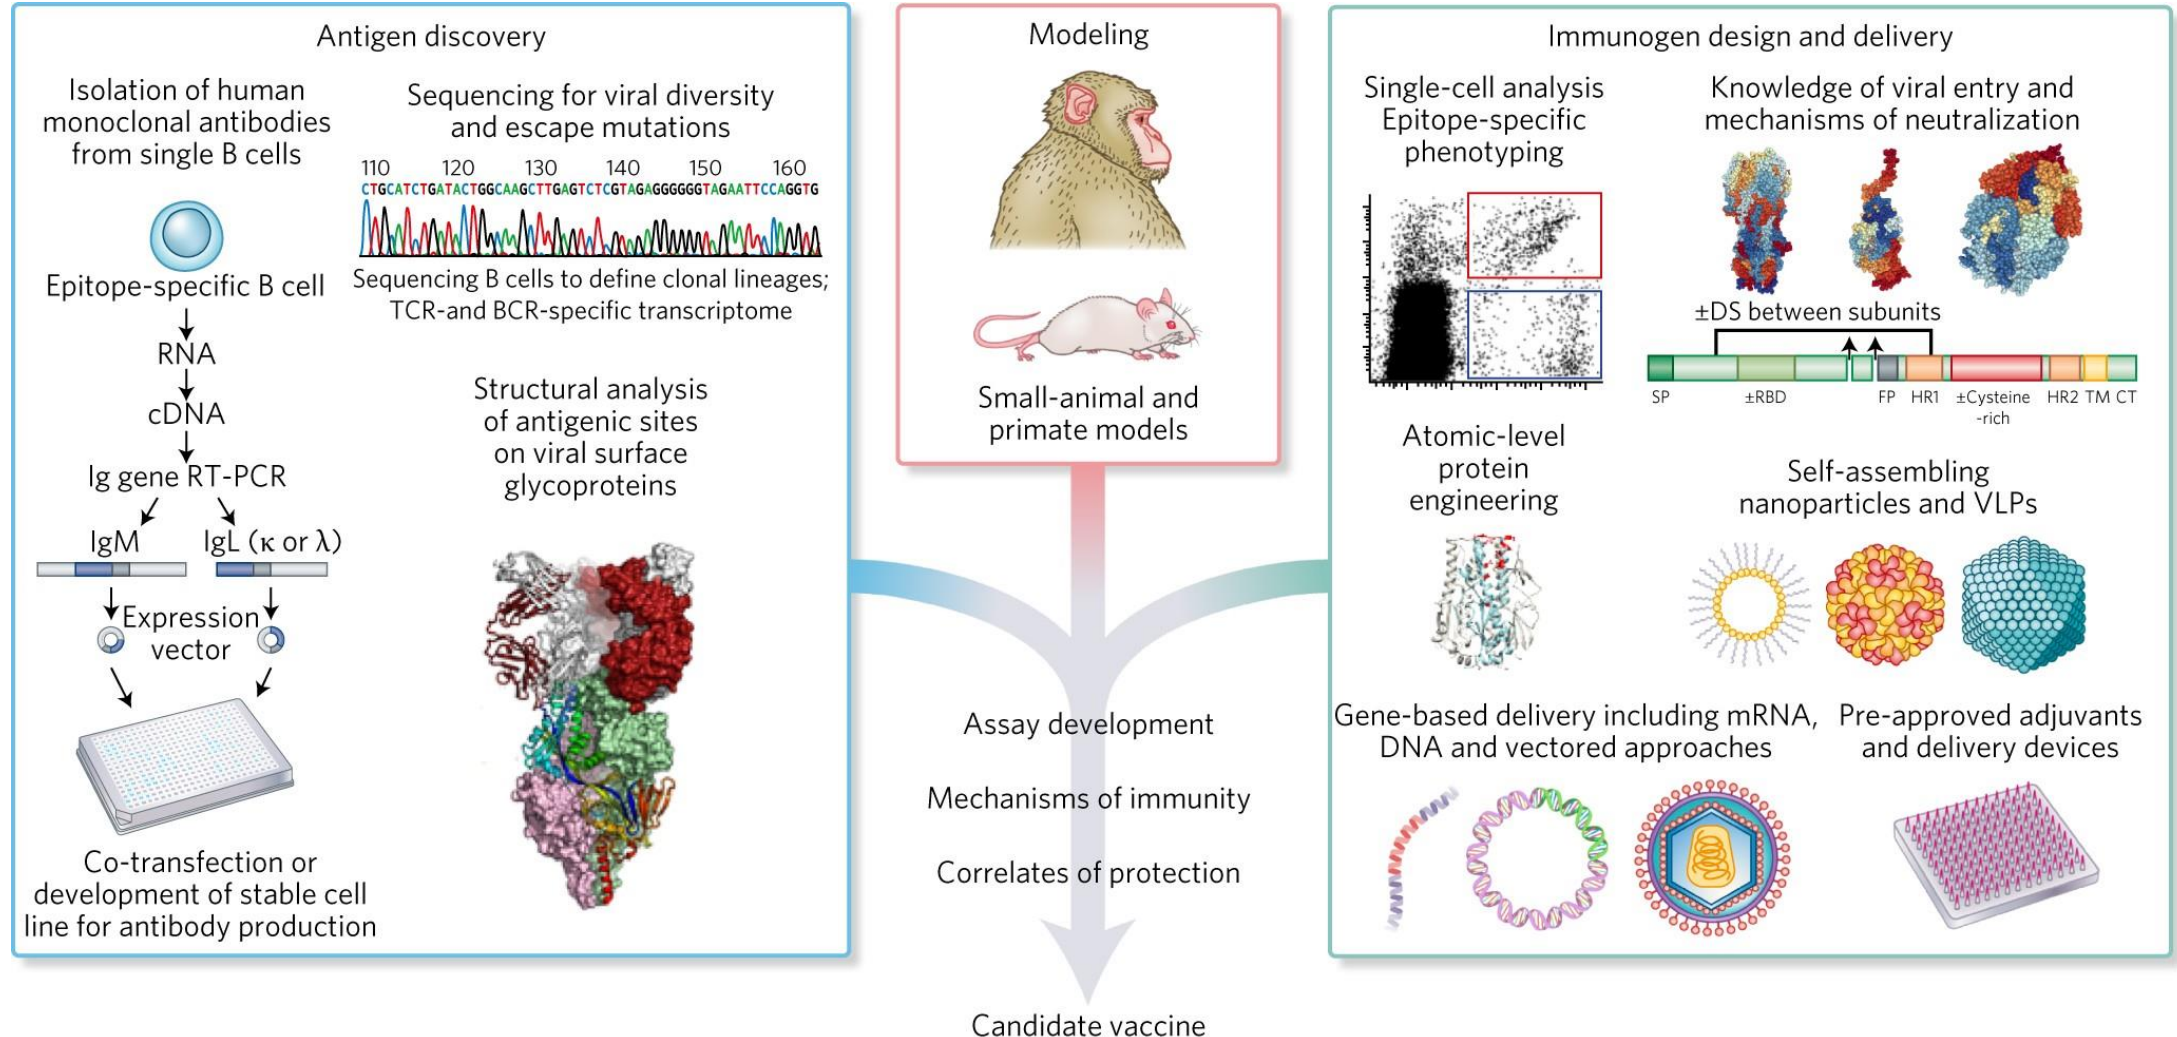 Antigen discovery
Isolation of human
monoclonal antibodies
from single B cells
Epitope-specific B cell
RNA
cDNA
Ig gene RT-PCR
IgM
IgL (κ or λ)
Expression
vector
Co-transfection or
development of stable cell
line for antibody production
Sequencing for viral diversity
and escape mutations
110 120 130 140 150 160
CTGCATCTGATACTGGCAAGCTTGAGTCTCGTAGAGGGGGGTAGAATTCCAGGTG
Sequencing B cells to define clonal lineages;
TCR-and BCR-specific transcriptome
Structural analysis
of antigenic sites
on viral surface
glycoproteins
Modeling
Small-animal and
primate models
Assay development
Mechanisms of immunity
Correlates of protection
Candidate vaccine
Immunogen design and delivery
Single-cell analysis
Epitope-specific
phenotyping
Knowledge of viral entry and
mechanisms of neutralization
±DS between subunits
SP ±RBD FP HR1 ±Cysteine HR2 TM CT
-rich
Atomic-level
protein
engineering
Self-assembling
nanoparticles and VLPs
Gene-based delivery including mRNA,
DNA and vectored approaches
Pre-approved adjuvants
and delivery devices